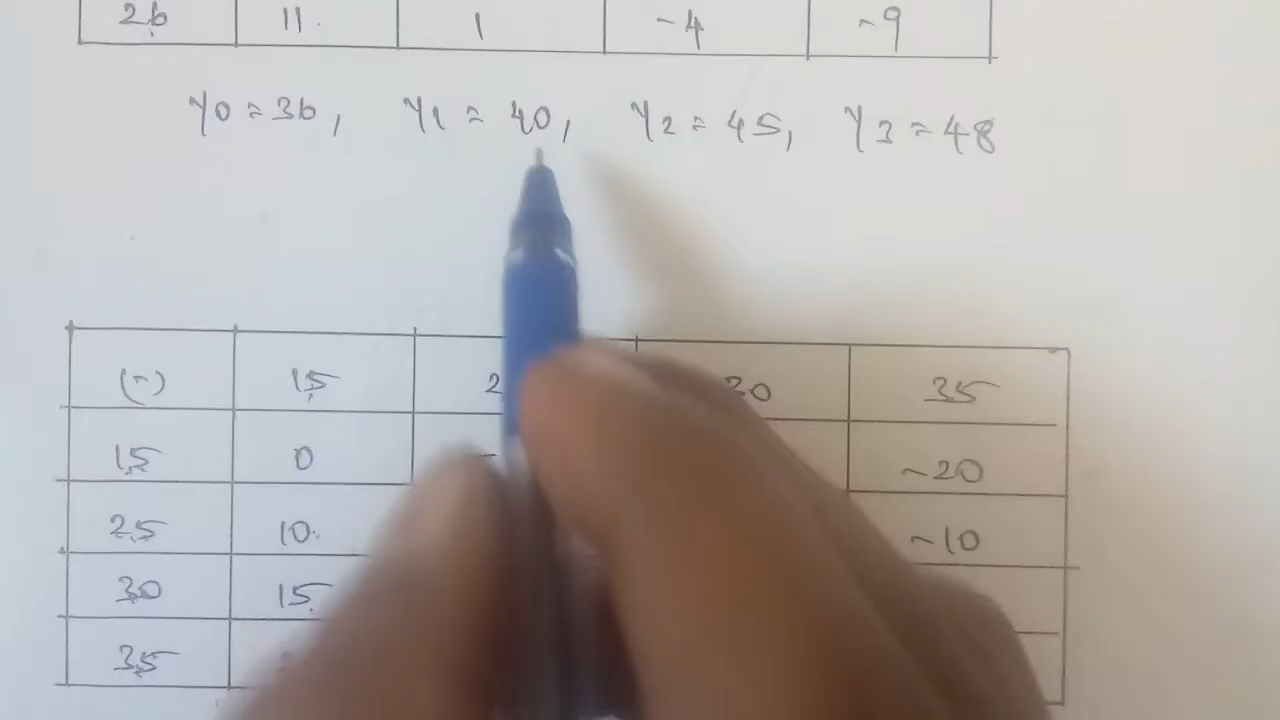 26 11 1 -4 -9
y0 = 36, y1 = 40, y2 = 45, y3 = 48
(-) 15 30 35
15 0 -20
25 10 -10
30 15
35